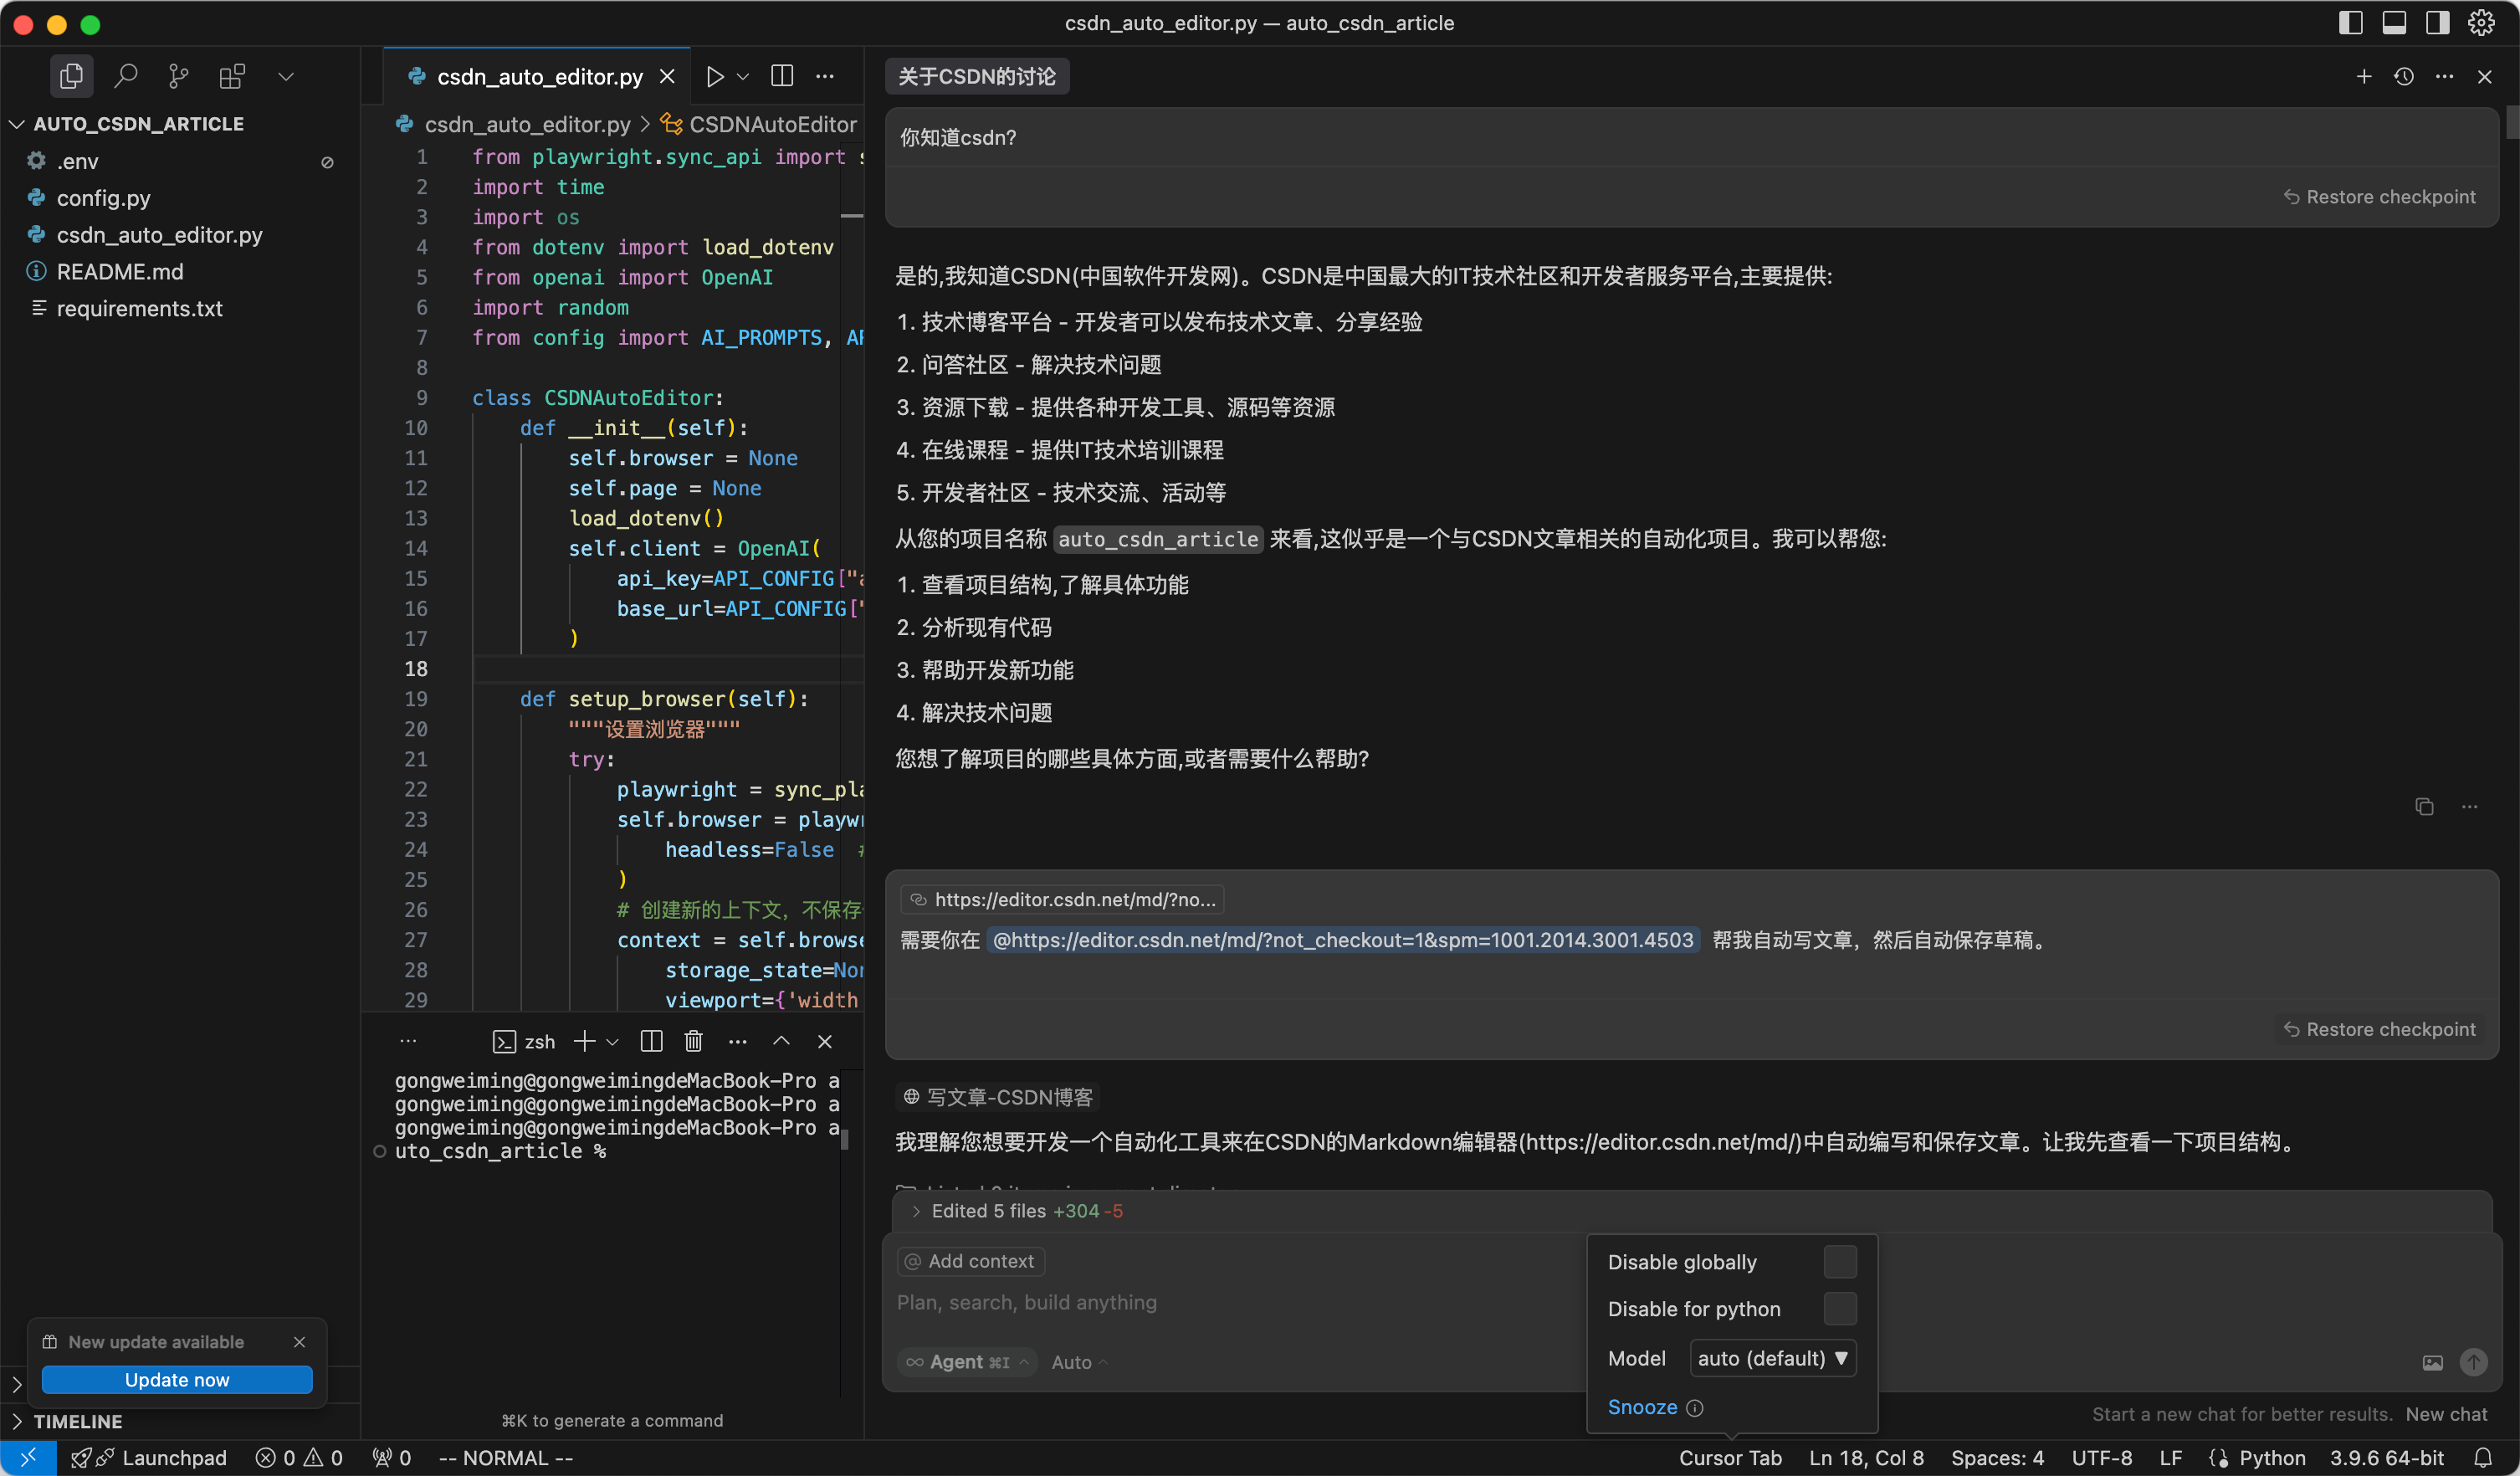 csdn_auto_editor.py — auto_csdn_article
AUTO_CSDN_ARTICLE
.env
config.py
csdn_auto_editor.py
README.md
requirements.txt
New update available
Update now
TIMELINE
csdn_auto_editor.py
csdn_auto_editor.py > CSDNAutoEditor
1 from playwright.sync_api import
2 import time
3 import os
4 from dotenv import load_dotenv
5 from openai import OpenAI
6 import random
7 from config import AI_PROMPTS,
8
9 class CSDNAutoEditor:
10 def __init__(self):
11 self.browser = None
12 self.page = None
13 load_dotenv()
14 self.client = OpenAI(
15 api_key=API_CONFIG["
16 base_url=API_CONFIG["
17 )
18
19 def setup_browser(self):
20 """设置浏览器"""
21 try:
22 playwright = sync_pla
23 self.browser = playw
24 headless=False #
25 )
26 # 创建新的上下文，不保存
27 context = self.browse
28 storage_state=Non
29 viewport={'width
zsh
gongweiming@gongweimingdeMacBook-Pro a
gongweiming@gongweimingdeMacBook-Pro a
gongweiming@gongweimingdeMacBook-Pro a
uto_csdn_article %
⌘K to generate a command
关于CSDN的讨论
你知道csdn?
Restore checkpoint
是的,我知道CSDN(中国软件开发网)。CSDN是中国最大的IT技术社区和开发者服务平台,主要提供:
1. 技术博客平台 - 开发者可以发布技术文章、分享经验
2. 问答社区 - 解决技术问题
3. 资源下载 - 提供各种开发工具、源码等资源
4. 在线课程 - 提供IT技术培训课程
5. 开发者社区 - 技术交流、活动等
从您的项目名称 auto_csdn_article 来看,这似乎是一个与CSDN文章相关的自动化项目。我可以帮您:
1. 查看项目结构,了解具体功能
2. 分析现有代码
3. 帮助开发新功能
4. 解决技术问题
您想了解项目的哪些具体方面,或者需要什么帮助?
https://editor.csdn.net/md/?no...
需要你在 @https://editor.csdn.net/md/?not_checkout=1&spm=1001.2014.3001.4503 帮我自动写文章，然后自动保存草稿。
Restore checkpoint
写文章-CSDN博客
我理解您想要开发一个自动化工具来在CSDN的Markdown编辑器(https://editor.csdn.net/md/)中自动编写和保存文章。让我先查看一下项目结构。
Edited 5 files +304 -5
@ Add context
Plan, search, build anything
Agent ⌘I Auto
Disable globally
Disable for python
Model auto (default)
Snooze
Start a new chat for better results. New chat
Launchpad 0 0 0 -- NORMAL -- Cursor Tab Ln 18, Col 8 Spaces: 4 UTF-8 LF Python 3.9.6 64-bit